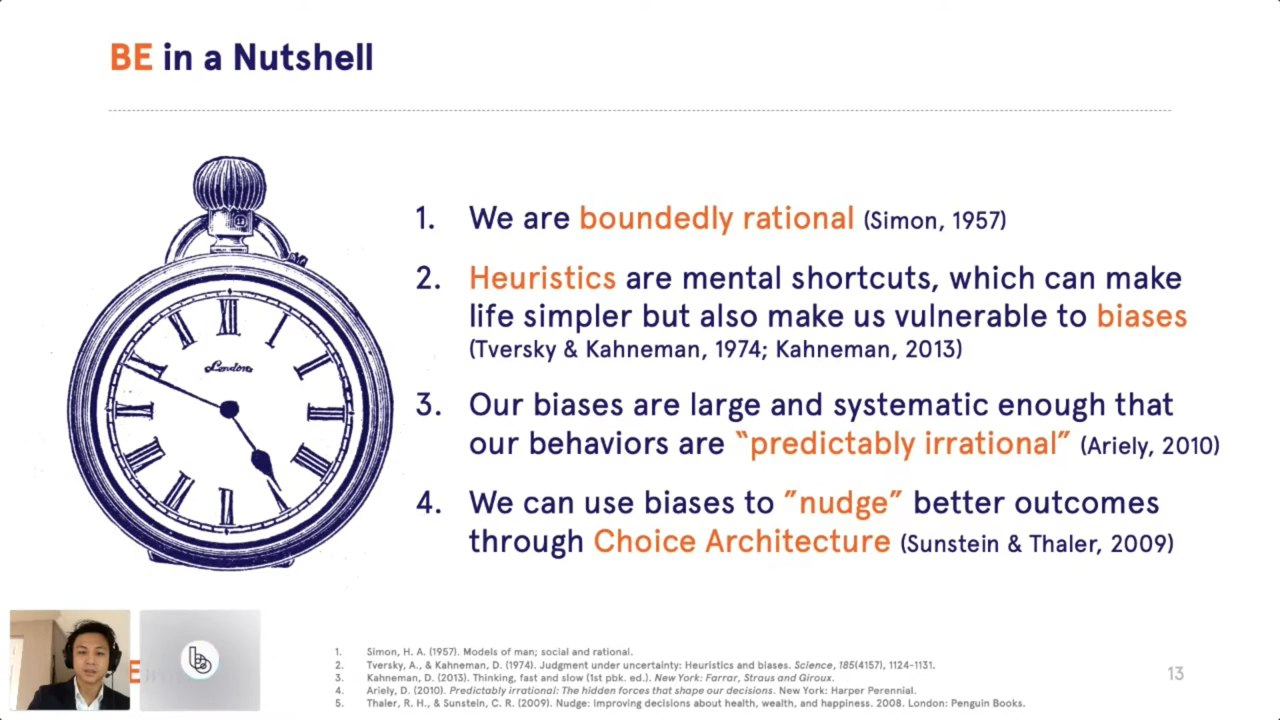 BE in a Nutshell
London
1. We are boundedly rational (Simon, 1957)
2. Heuristics are mental shortcuts, which can make
life simpler but also make us vulnerable to biases
(Tversky & Kahneman, 1974; Kahneman, 2013)
3. Our biases are large and systematic enough that
our behaviors are “predictably irrational” (Ariely, 2010)
4. We can use biases to ”nudge” better outcomes
through Choice Architecture (Sunstein & Thaler, 2009)
1. Simon, H. A. (1957). Models of man; social and rational.
2. Tversky, A., & Kahneman, D. (1974). Judgment under uncertainty: Heuristics and biases. Science, 185(4157), 1124-1131.
3. Kahneman, D. (2013). Thinking, fast and slow (1st pbk. ed.). New York: Farrar, Straus and Giroux.
4. Ariely, D. (2010). Predictably irrational: The hidden forces that shape our decisions. New York: Harper Perennial.
5. Thaler, R. H., & Sunstein, C. R. (2009). Nudge: Improving decisions about health, wealth, and happiness. 2008. London: Penguin Books.
13